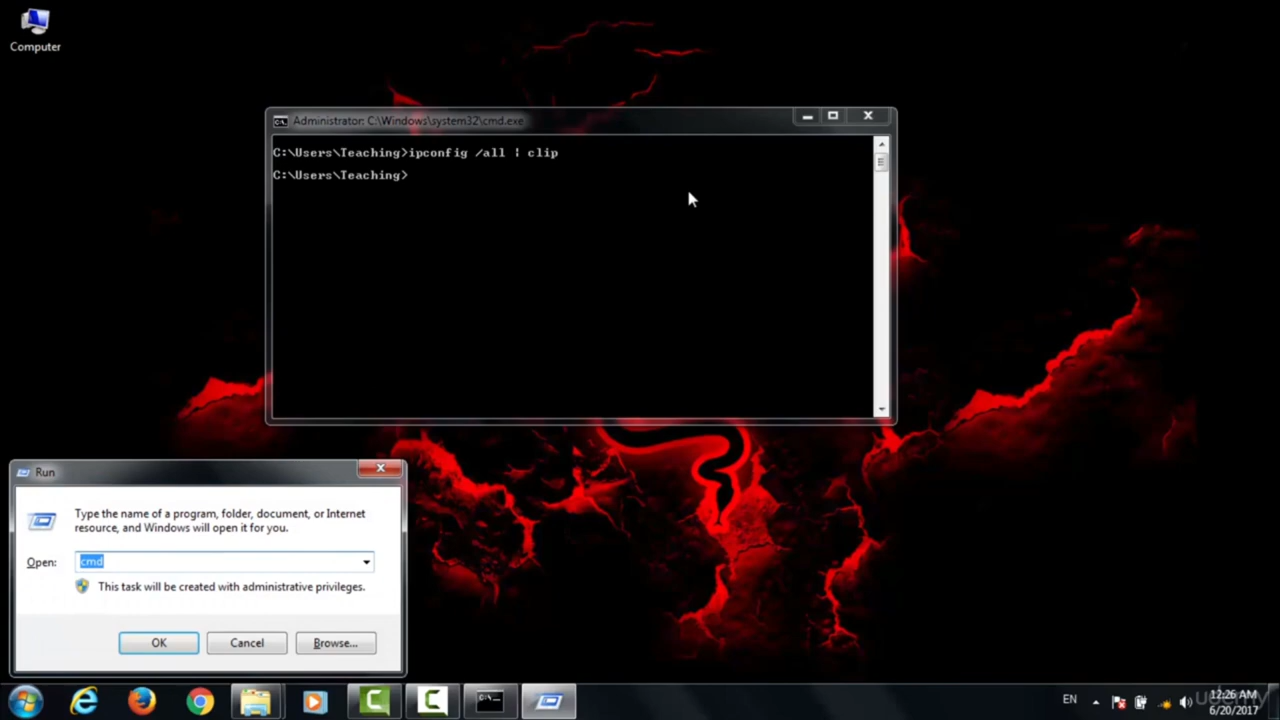 Computer
Administrator: C:\Windows\system32\cmd.exe
C:\Users\Teaching>ipconfig /all | clip
C:\Users\Teaching>
Run
Type the name of a program, folder, document, or Internet
resource, and Windows will open it for you.
Open: cmd
This task will be created with administrative privileges.
OK Cancel Browse...
EN
12:26 AM
6/20/2017
udemy